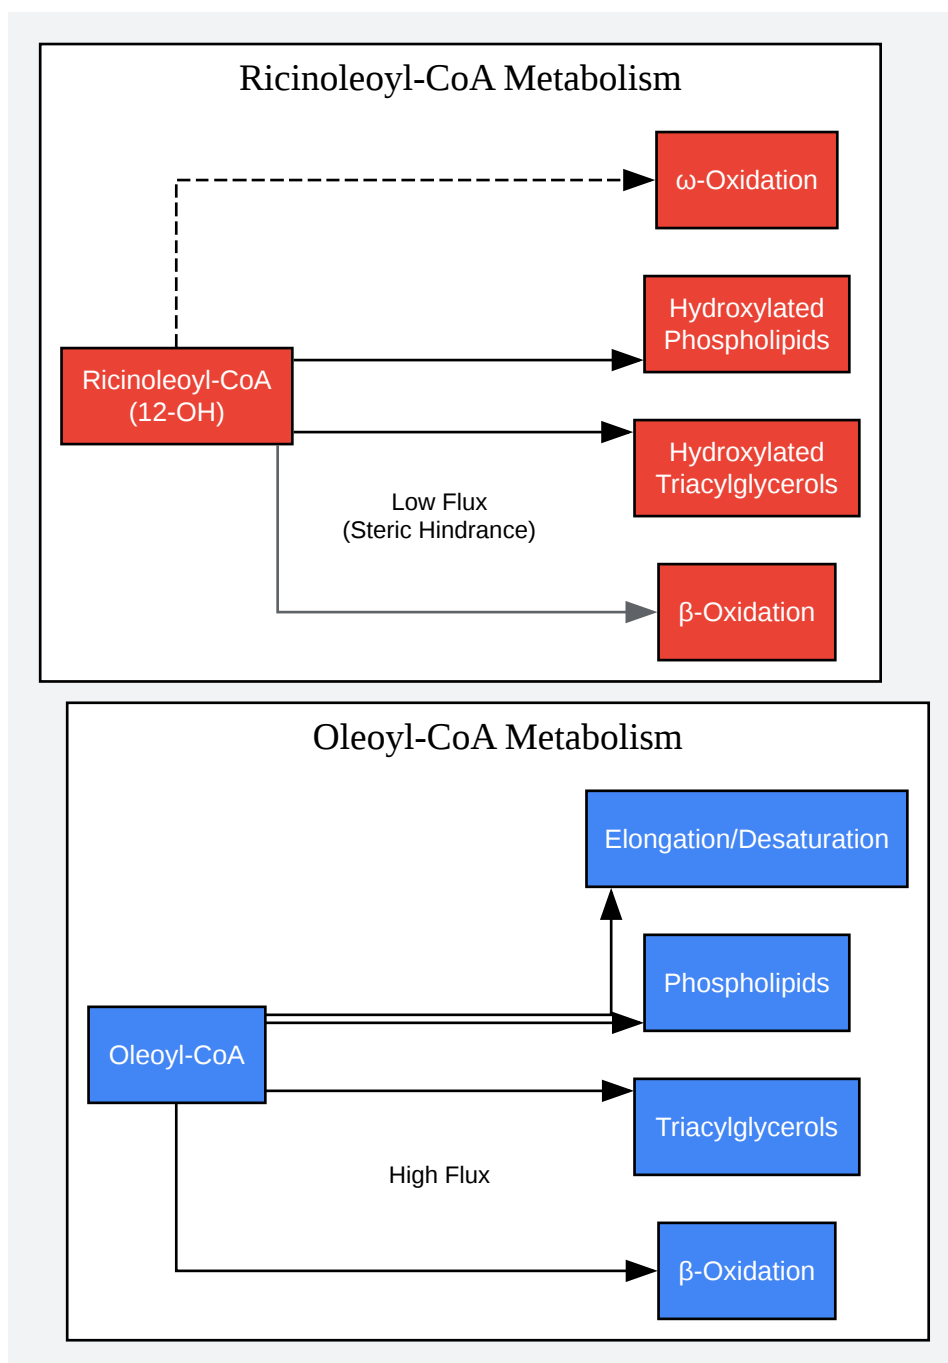 Ricinoleoyl-CoA Metabolism
ω-Oxidation
Hydroxylated
Phospholipids
Ricinoleoyl-CoA
(12-OH)
Hydroxylated
Triacylglycerols
Low Flux
(Steric Hindrance)
β-Oxidation
Oleoyl-CoA Metabolism
Elongation/Desaturation
Phospholipids
Oleoyl-CoA
Triacylglycerols
High Flux
β-Oxidation